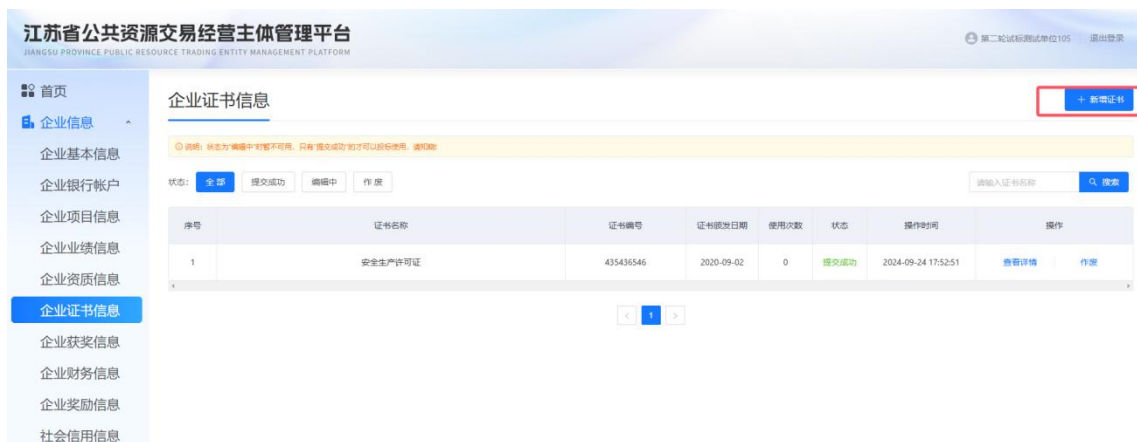 江苏省公共资源交易经营主体管理平台
JIANGSU PROVINCE PUBLIC RESOURCE TRADING ENTITY MANAGEMENT PLATFORM
第二轮试标测试单位105 退出登录
首页
企业信息
企业基本信息
企业银行帐户
企业项目信息
企业业绩信息
企业资质信息
企业证书信息
企业获奖信息
企业财务信息
企业奖励信息
社会信用信息
企业证书信息
+ 新增证书
说明：状态为"编辑中"时暂不可用，只有"提交成功"的才可以投标使用，请知晓!
状态： 全部 提交成功 编辑中 作废 请输入证书名称 搜索
序号 证书名称 证书编号 证书颁发日期 使用次数 状态 操作时间 操作
1 安全生产许可证 435436546 2020-09-02 0 提交成功 2024-09-24 17:52:51 查看详情 作废
< 1 >